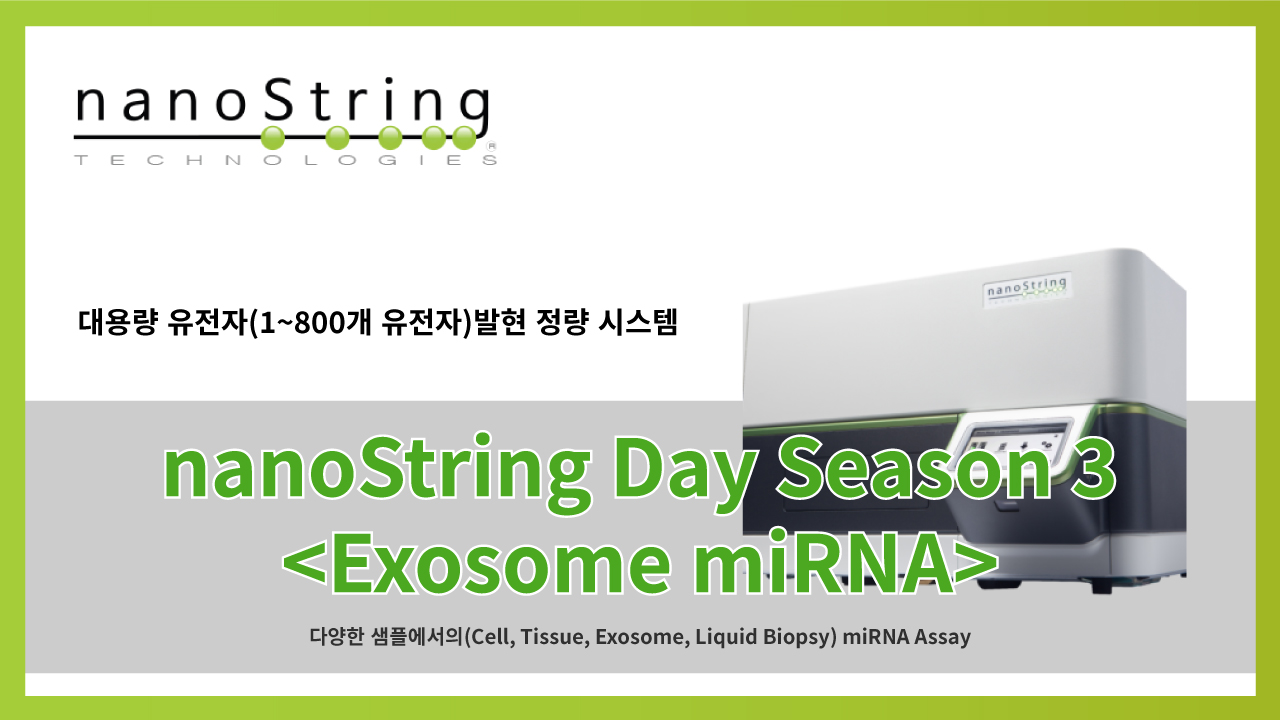 nanoString
TECHNOLOGIES®
nanoString
대용량 유전자(1~800개 유전자)발현 정량 시스템
nanoString Day Season 3
<Exosome miRNA>
다양한 샘플에서의(Cell, Tissue, Exosome, Liquid Biopsy) miRNA Assay